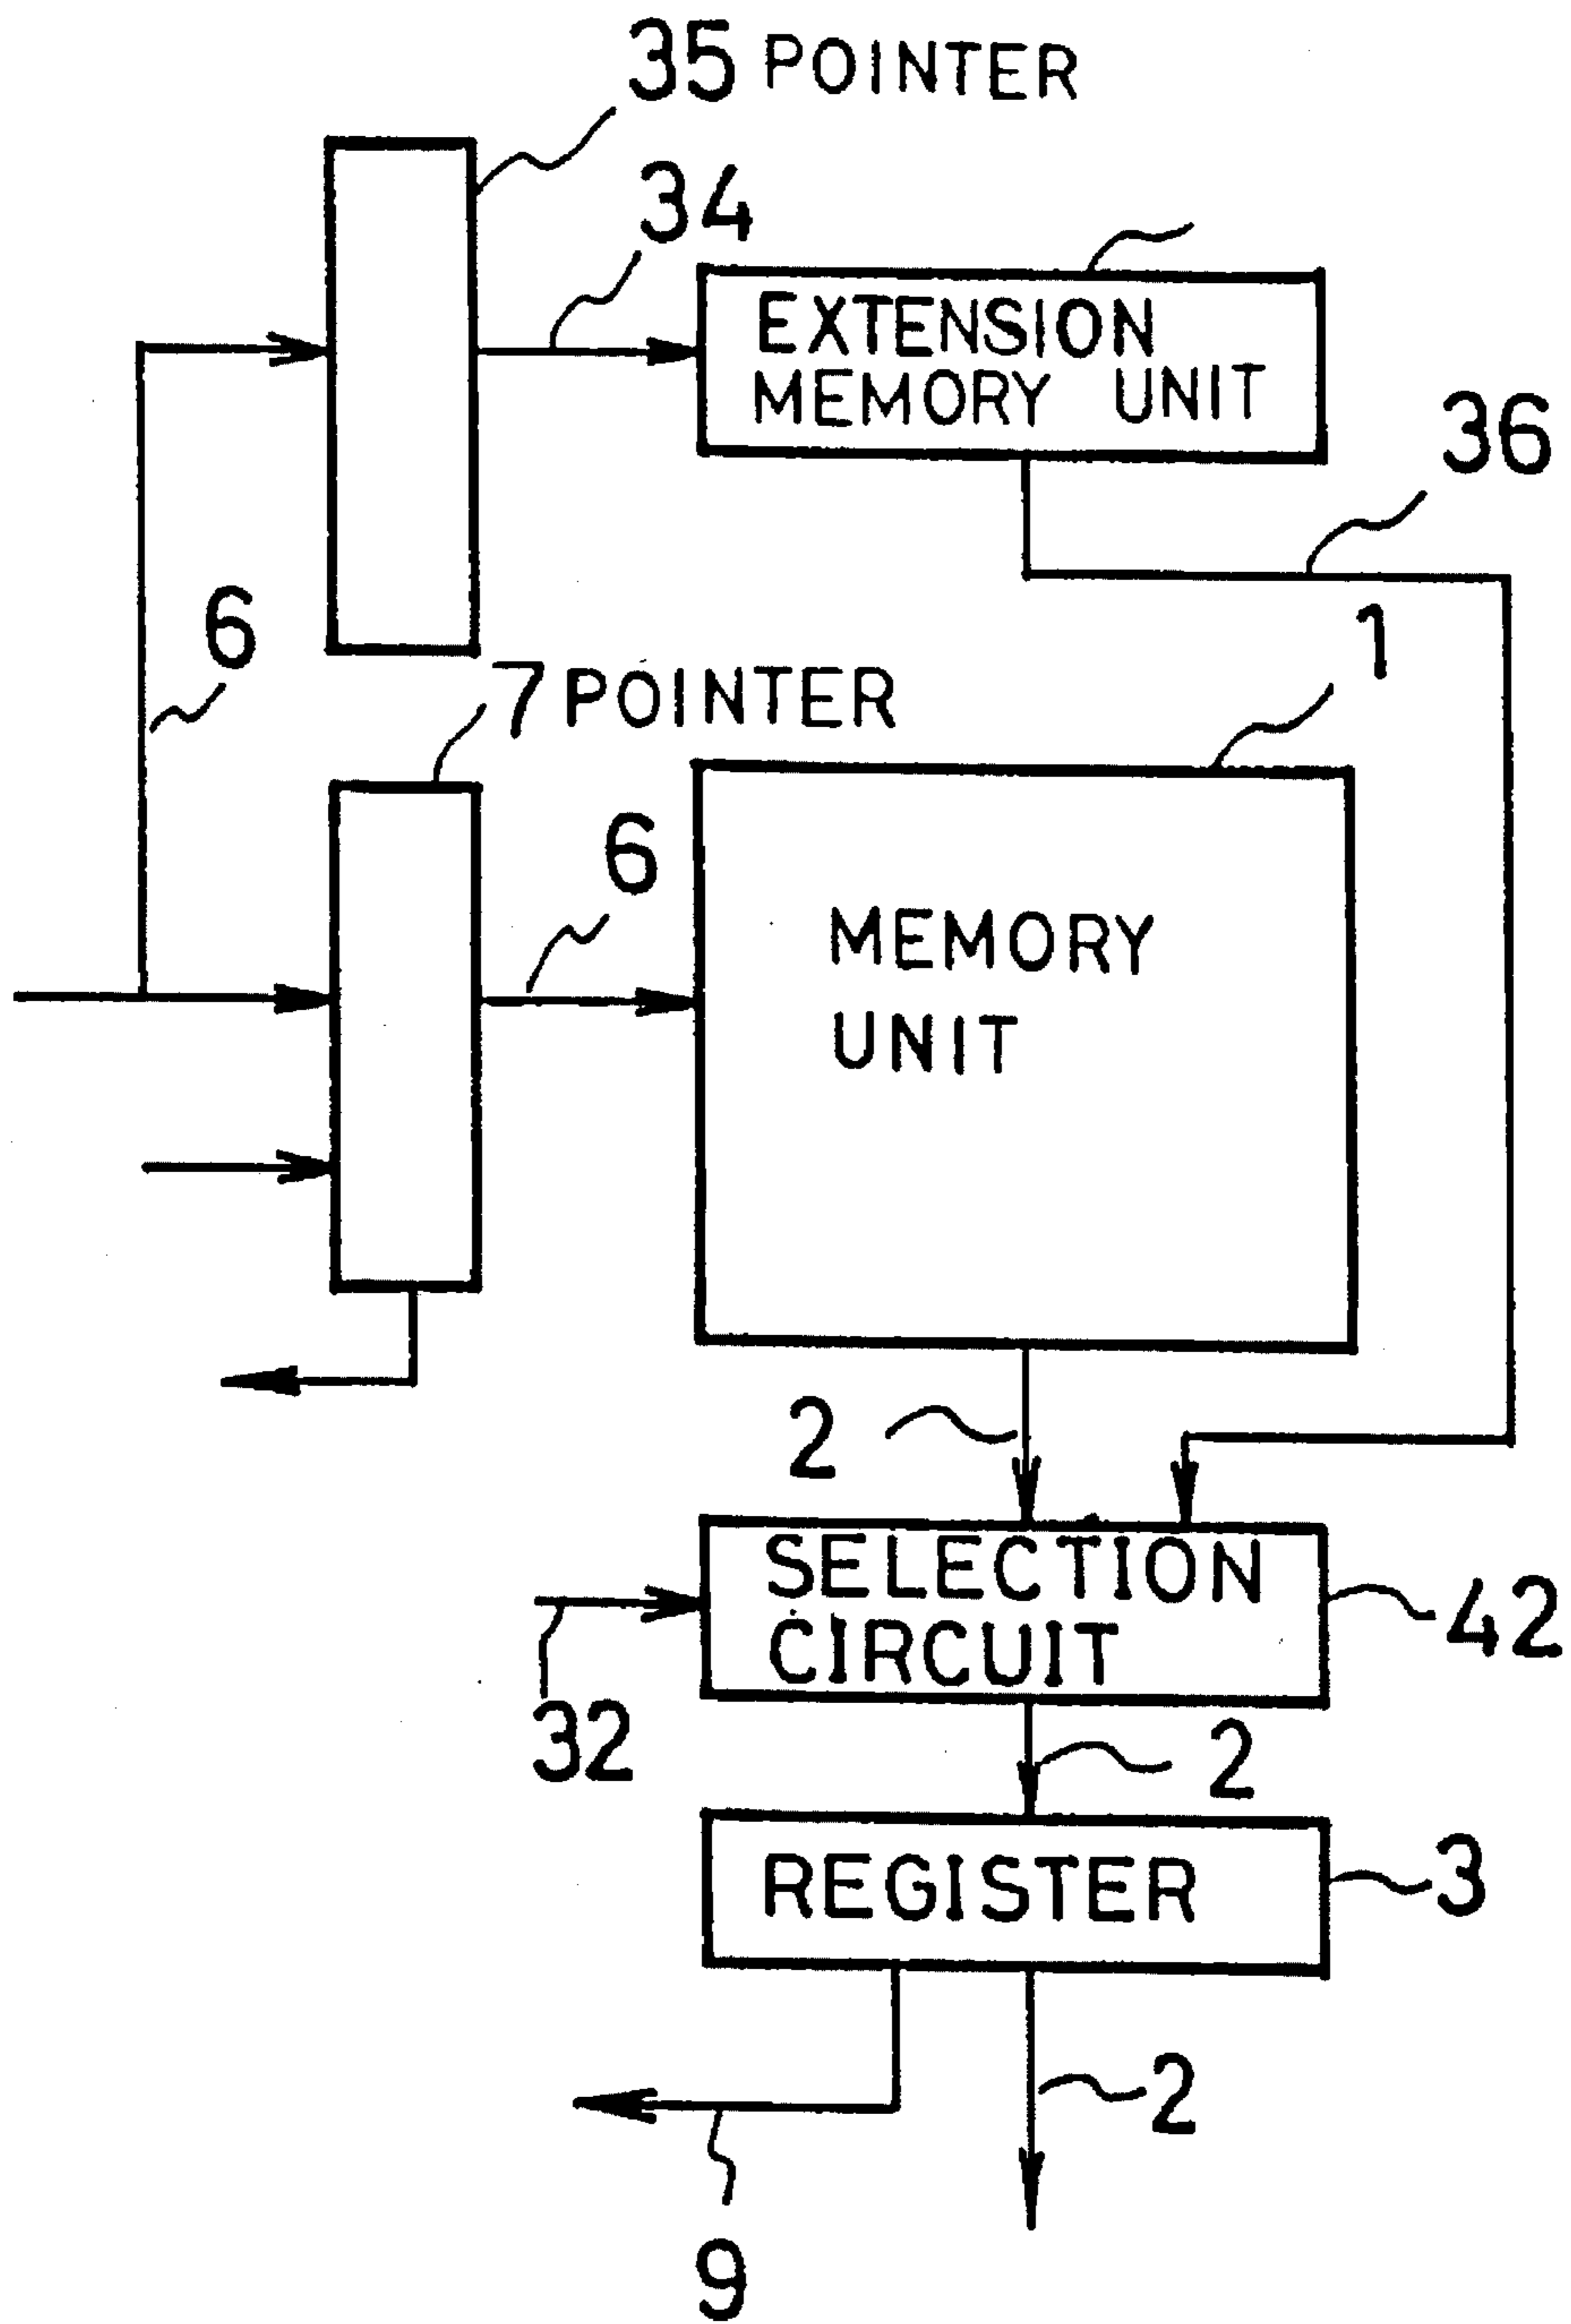 35 POINTER
34
EXTENSION
MEMORY UNIT
36
6
1
7 POINTER
6
MEMORY
UNIT
2
SELECTION
CIRCUIT
42
32
2
REGISTER
3
2
9